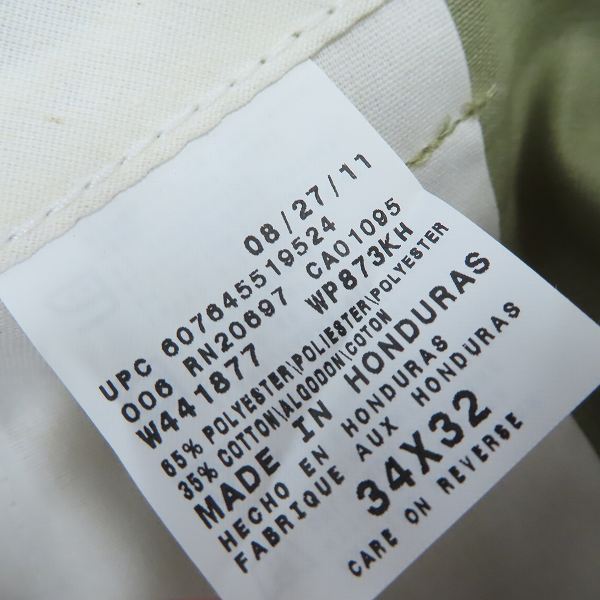 08/27/11
UPC 607645519524
006 RN20697 CA01095
W441877 WP873KH
65% POLYESTER\POLIESTER\POLYESTER
35% COTTON\ALGODON\COTON
MADE IN HONDURAS
HECHO EN HONDURAS
FABRIQUE AUX HONDURAS
34X32
CARE ON REVERSE